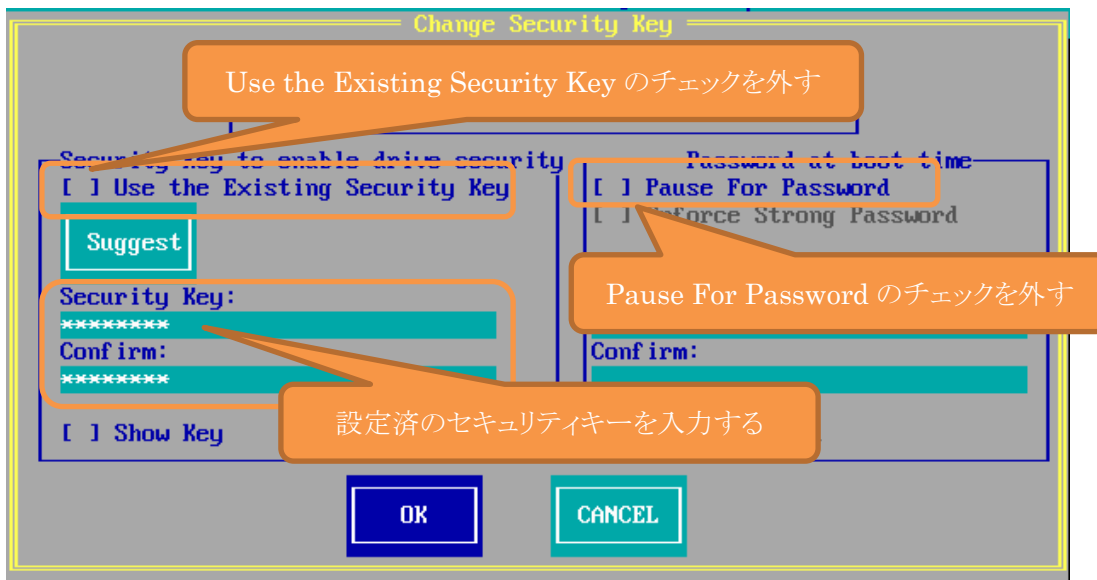 Change Security Key
Use the Existing Security Key のチェックを外す
Security key to enable drive security
[ ] Use the Existing Security Key
Suggest
Security Key:
********
Confirm:
********
[ ] Show Key
Password at boot time
[ ] Pause For Password
[ ] Enforce Strong Password
Pause For Password のチェックを外す
Confirm:
設定済のセキュリティキーを入力する
OK
CANCEL